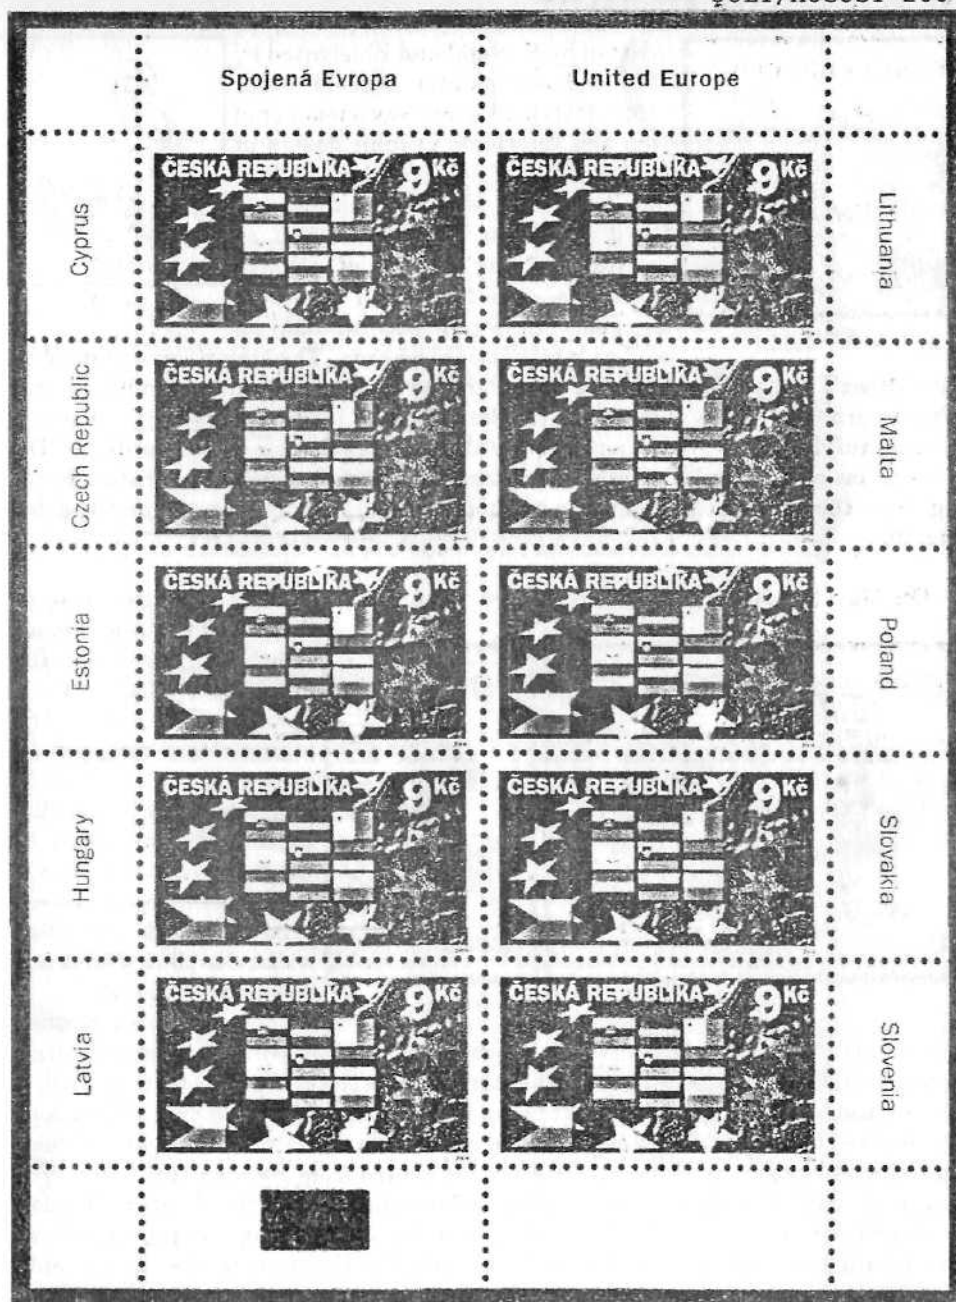 Spojená Evropa United Europe
ČESKÁ REPUBLIKA 9 Kč
ČESKÁ REPUBLIKA 9 Kč
Cyprus
Lithuania
ČESKÁ REPUBLIKA 9 Kč
ČESKÁ REPUBLIKA 9 Kč
Czech Republic
Malta
ČESKÁ REPUBLIKA 9 Kč
ČESKÁ REPUBLIKA 9 Kč
Estonia
Poland
ČESKÁ REPUBLIKA 9 Kč
ČESKÁ REPUBLIKA 9 Kč
Hungary
Slovakia
ČESKÁ REPUBLIKA 9 Kč
ČESKÁ REPUBLIKA 9 Kč
Latvia
Slovenia